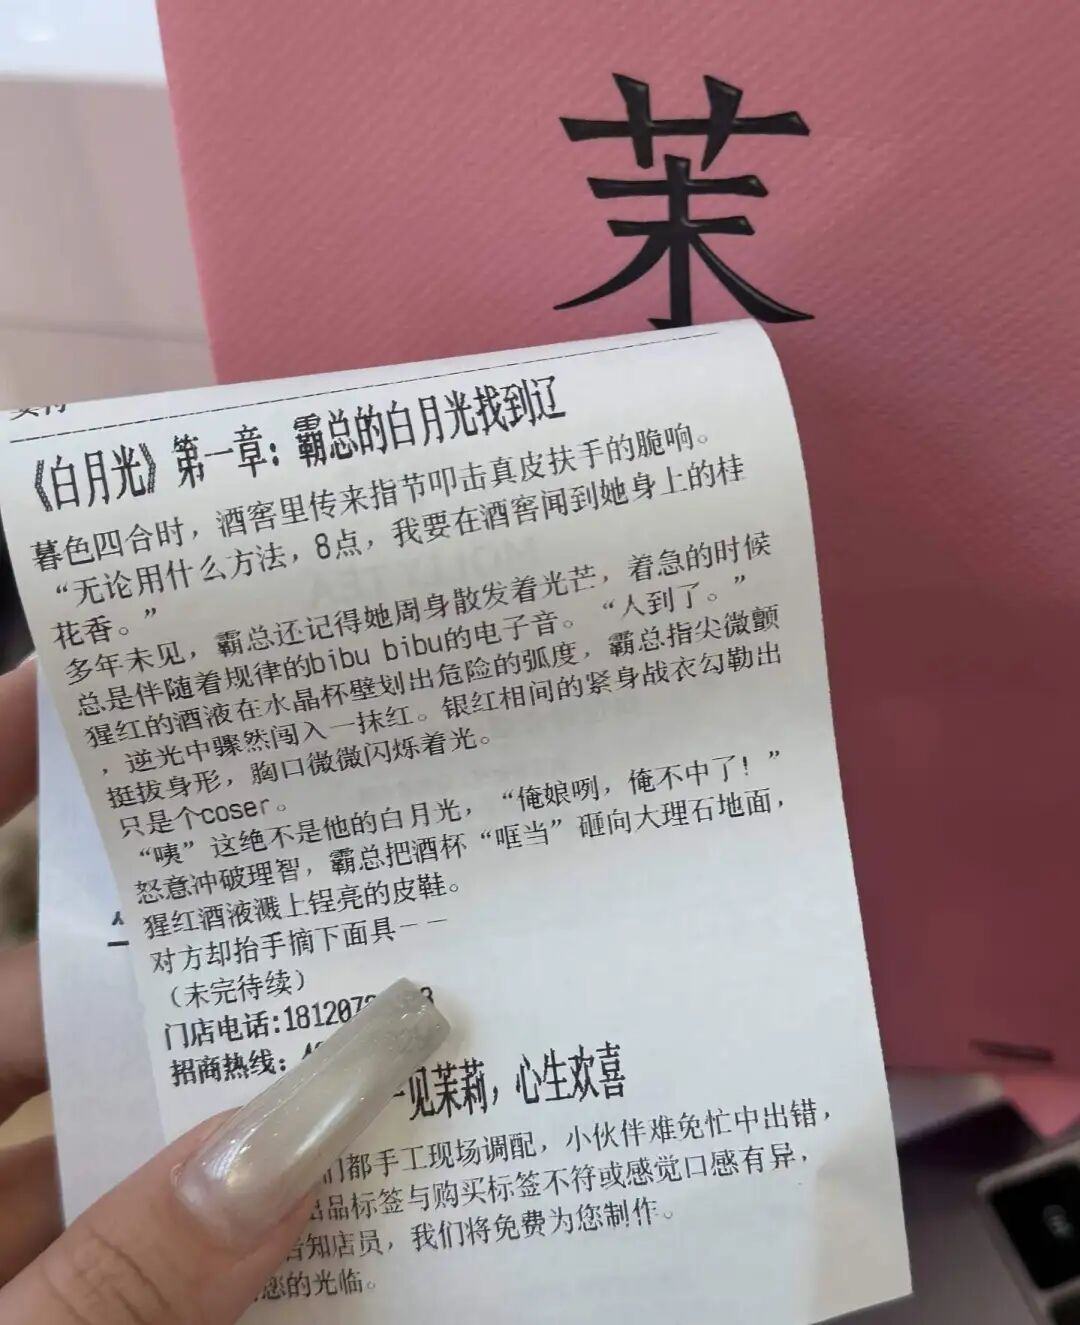 茉
《白月光》第一章：霸总的白月光找到辽
暮色四合时，酒窖里传来指节叩击真皮扶手的脆响。
“无论用什么方法，8点，我要在酒窖闻到她身上的桂
花香。”
多年未见，霸总还记得她周身散发着光芒，着急的时候
总是伴随着规律的bibu bibu的电子音。“人到了。”
猩红的酒液在水晶杯壁划出危险的弧度，霸总指尖微颤
，逆光中骤然闯入一抹红。银红相间的紧身战衣勾勒出
挺拔身形，胸口微微闪烁着光。
只是个coser。
“咦”这绝不是他的白月光，“俺娘咧，俺不中了！”
怒意冲破理智，霸总把酒杯“哐当”砸向大理石地面，
猩红酒液溅上锃亮的皮鞋。
对方却抬手摘下面具——
（未完待续）
门店电话:1812072
招商热线：
一见茉莉，心生欢喜
们都手工现场调配，小伙伴难免忙中出错，
出品标签与购买标签不符或感觉口感有异，
告知店员，我们将免费为您制作。
您的光临。